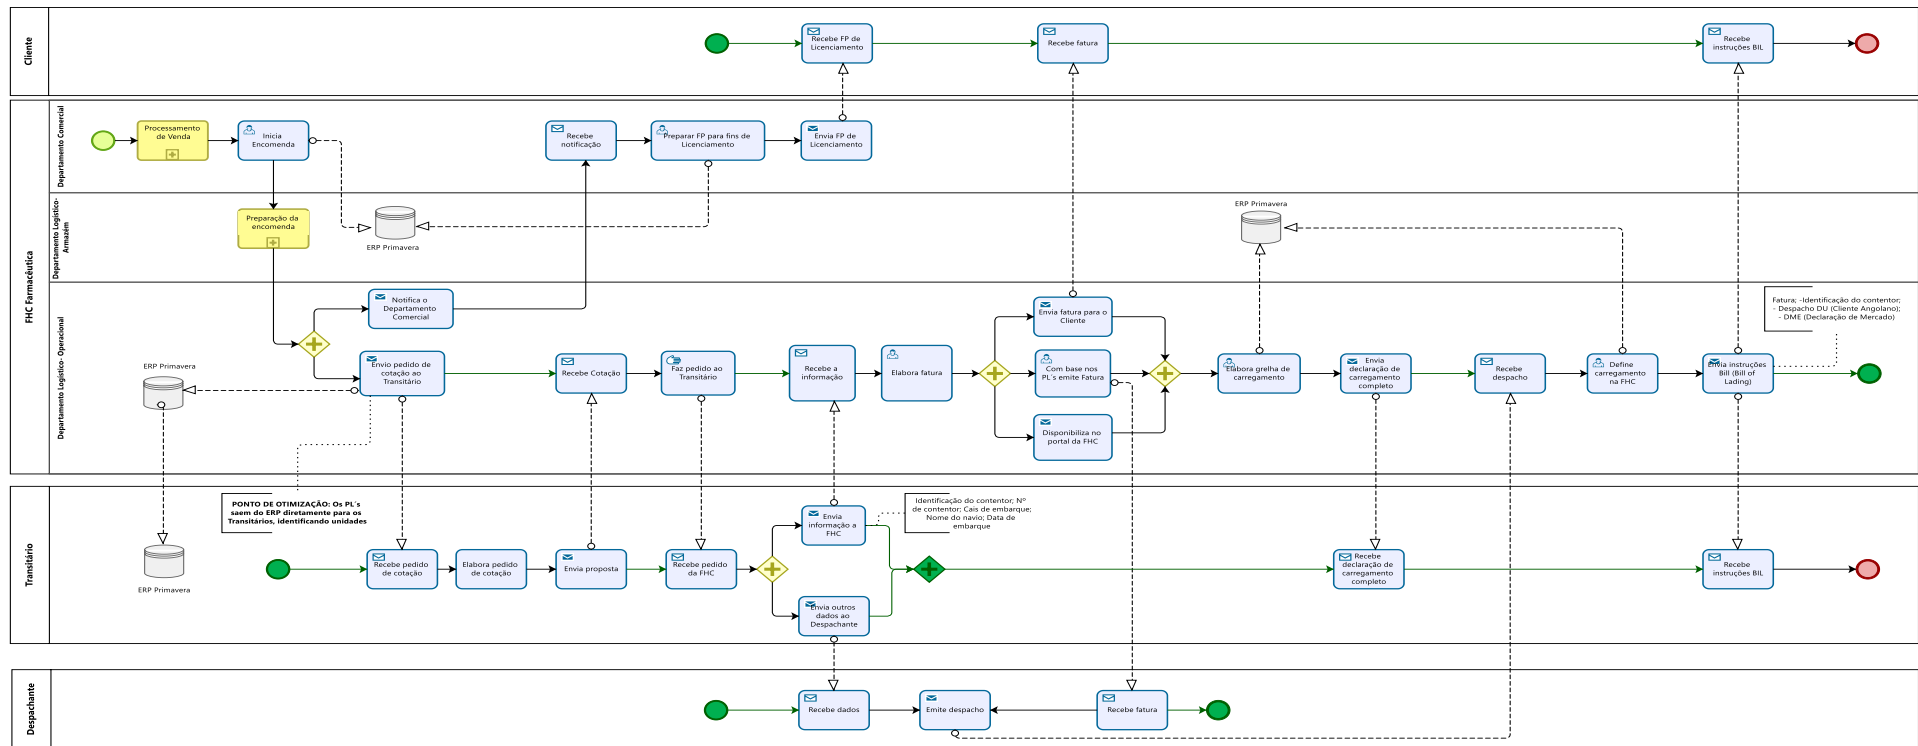 Cliente
Recebe FP de
Licenciamento
Recebe fatura
Recebe
instruções BIL
FHC Farmacêutica
Departamento Comercial
Processamento
de Venda
Inicia
Encomenda
Recebe
notificação
Preparar FP para fins de
Licenciamento
Envia FP de
Licenciamento
Departamento Logístico-
Armazém
Preparação da
encomenda
ERP Primavera
ERP Primavera
Departamento Logístico- Operacional
Notifica o
Departamento
Comercial
ERP Primavera
Envio pedido de
cotação ao
Transitário
Recebe Cotação
Faz pedido ao
Transitário
Recebe a
informação
Elabora fatura
Envia fatura para o
Cliente
Com base nos
PL´s emite Fatura
Disponibiliza no
portal da FHC
Elabora grelha de
carregamento
Envia
declaração de
carregamento
completo
Recebe
despacho
Define
carregamento
na FHC
Envia instruções
Bill (Bill of
Lading)
Fatura; -Identificação do contentor;
- Despacho DU (Cliente Angolano);
- DME (Declaração de Mercado)
Transitário
PONTO DE OTIMIZAÇÃO: Os PL´s
saem do ERP diretamente para os
Transitários, identificando unidades
ERP Primavera
Recebe pedido
de cotação
Elabora pedido
de cotação
Envia proposta
Recebe pedido
da FHC
Envia
informação a
FHC
Identificação do contentor; Nº
de contentor; Cais de embarque;
Nome do navio; Data de
embarque
Envia outros
dados ao
Despachante
Recebe
declaração de
carregamento
completo
Recebe
instruções BIL
Despachante
Recebe dados
Emite despacho
Recebe fatura